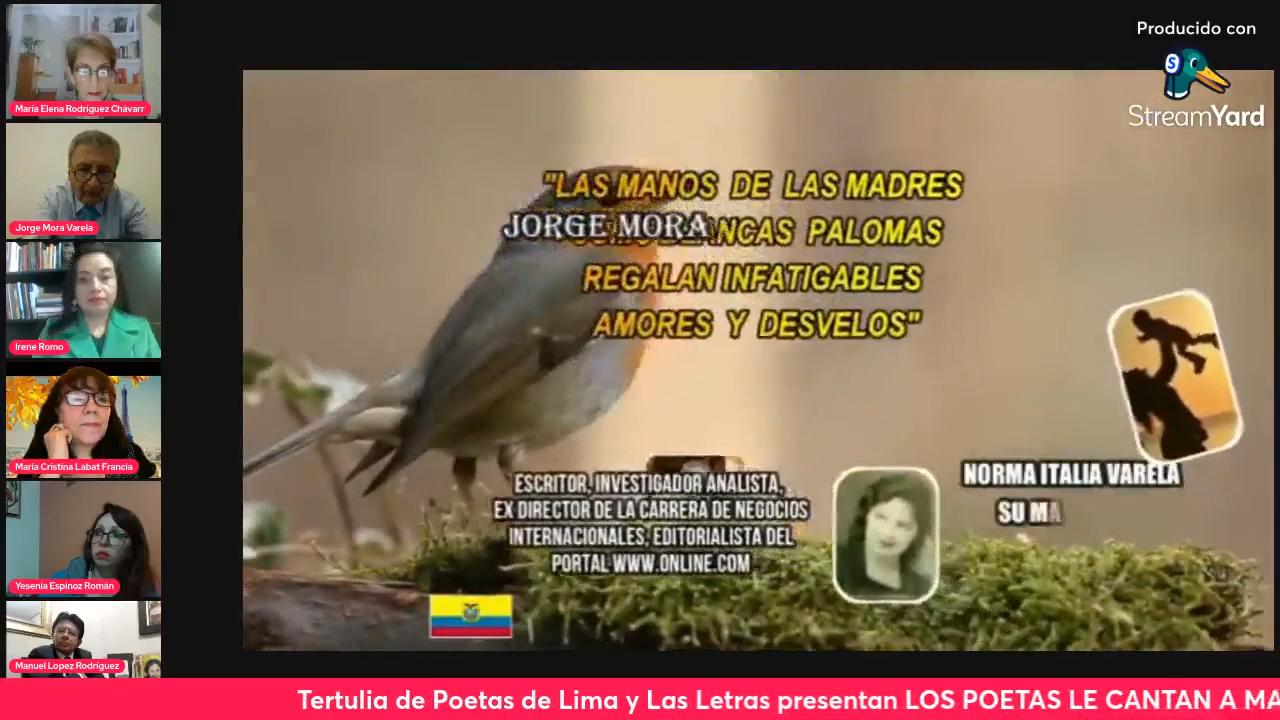 Producido con
StreamYard
María Elena Rodríguez Chávarr
Jorge Mora Varela
Irene Romo
María Cristina Labat Francia
Yesenia Espinoz Román
Manuel Lopez Rodríguez
"LAS MANOS DE LAS MADRES
JORGE MORA
PALOMAS
REGALAN INFATIGABLES
AMORES Y DESVELOS"
ESCRITOR, INVESTIGADOR ANALISTA,
EX DIRECTOR DE LA CARRERA DE NEGOCIOS
INTERNACIONALES, EDITORIALISTA DEL
PORTAL WWW.ONLINE.COM
NORMA ITALIA VARELA
SU MA
Tertulia de Poetas de Lima y Las Letras presentan LOS POETAS LE CANTAN A MA